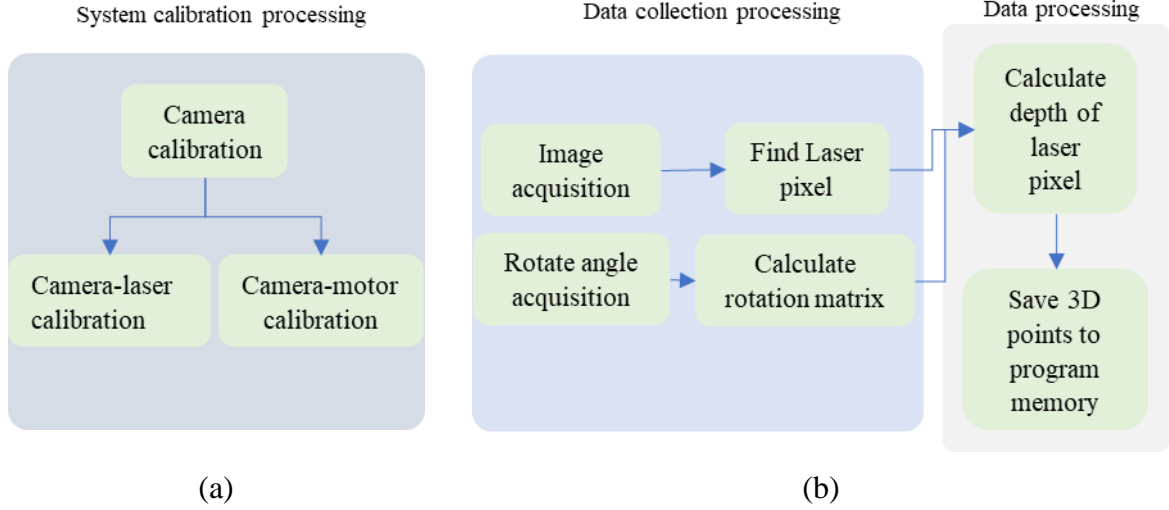 System calibration processing
Data collection processing
Data processing
Camera
calibration
Camera-laser
calibration
Camera-motor
calibration
Image
acquisition
Find Laser
pixel
Rotate angle
acquisition
Calculate
rotation matrix
Calculate
depth of
laser
pixel
Save 3D
points to
program
memory
(a)
(b)